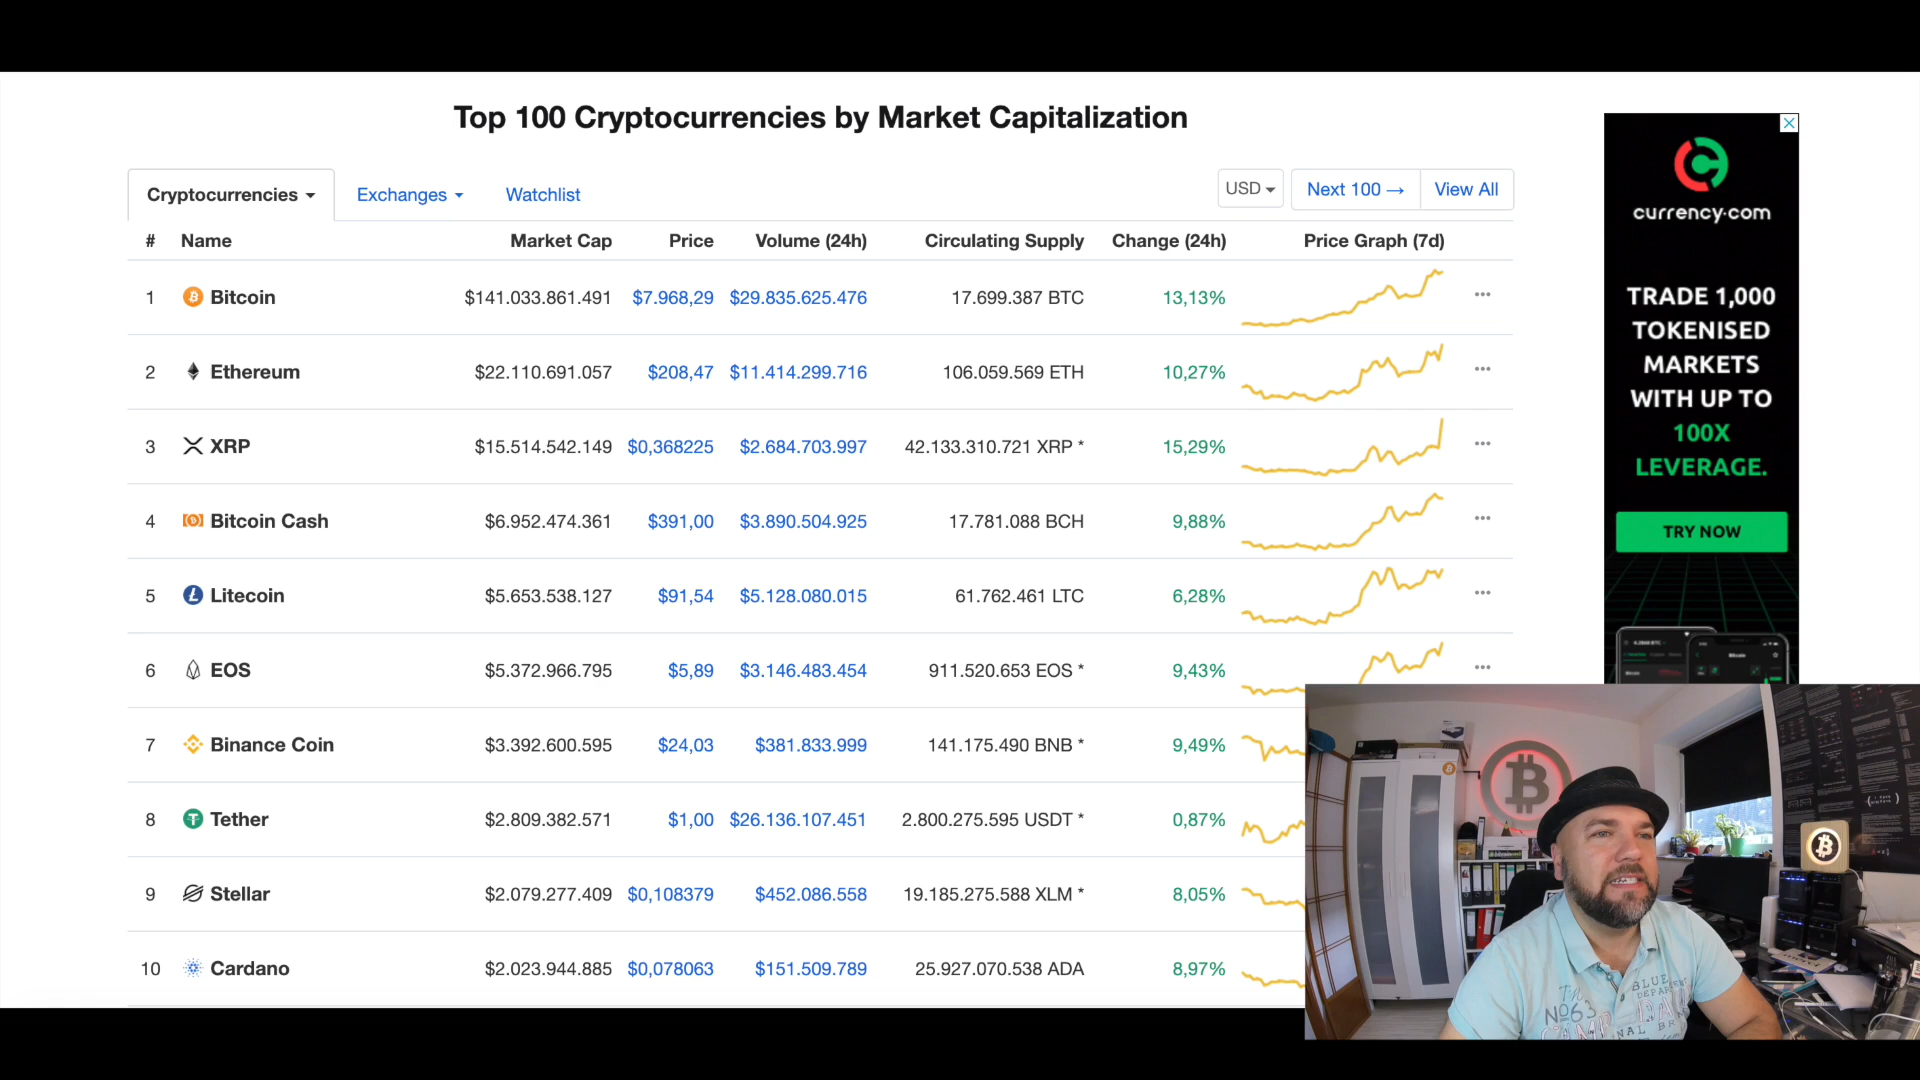 Top 100 Cryptocurrencies by Market Capitalization
Cryptocurrencies Exchanges Watchlist USD Next 100 → View All
# Name Market Cap Price Volume (24h) Circulating Supply Change (24h) Price Graph (7d)
1 Bitcoin $141.033.861.491 $7.968,29 $29.835.625.476 17.699.387 BTC 13,13%
2 Ethereum $22.110.691.057 $208,47 $11.414.299.716 106.059.569 ETH 10,27%
3 XRP $15.514.542.149 $0,368225 $2.684.703.997 42.133.310.721 XRP * 15,29%
4 Bitcoin Cash $6.952.474.361 $391,00 $3.890.504.925 17.781.088 BCH 9,88%
5 Litecoin $5.653.538.127 $91,54 $5.128.080.015 61.762.461 LTC 6,28%
6 EOS $5.372.966.795 $5,89 $3.146.483.454 911.520.653 EOS * 9,43%
7 Binance Coin $3.392.600.595 $24,03 $381.833.999 141.175.490 BNB * 9,49%
8 Tether $2.809.382.571 $1,00 $26.136.107.451 2.800.275.595 USDT * 0,87%
9 Stellar $2.079.277.409 $0,108379 $452.086.558 19.185.275.588 XLM * 8,05%
10 Cardano $2.023.944.885 $0,078063 $151.509.789 25.927.070.538 ADA 8,97%
currency.com
TRADE 1,000
TOKENISED
MARKETS
WITH UP TO
100X
LEVERAGE.
TRY NOW
BLUE
No63